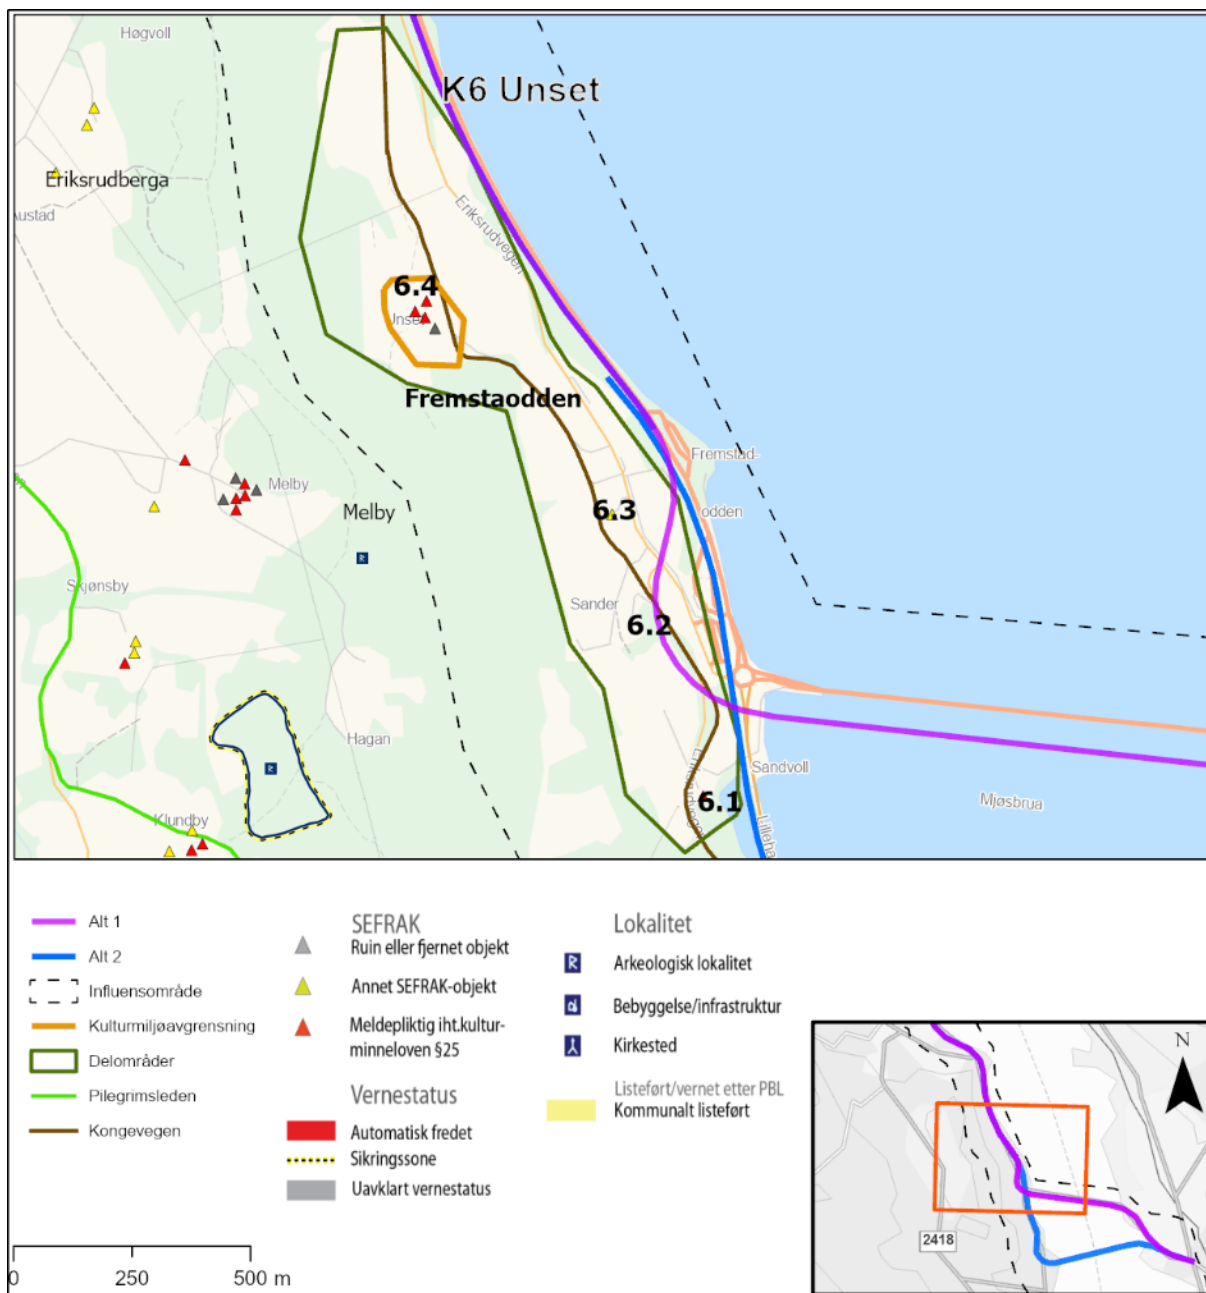 Høgvoll
K6 Unset
Eriksrudberga
Austad
Eriksrudvegen
6.4
Unset
Fremstaodden
Fremstad-
odden
Melby
Melby
6.3
Skjønsby
Sander
6.2
Hagan
Sandvoll
Mjøsbrua
6.1
Klundby
Lilleha
Alt 1
Alt 2
Influensområde
Kulturmiljøavgrensning
Delområder
Pilegrimsleden
Kongevegen
SEFRAK
Ruin eller fjernet objekt
Annet SEFRAK-objekt
Meldepliktig iht.kultur-
minneloven §25
Vernestatus
Automatisk fredet
Sikringssone
Uavklart vernestatus
Lokalitet
Arkeologisk lokalitet
Bebyggelse/infrastruktur
Kirkested
Listeført/vernet etter PBL
Kommunalt listeført
0 250 500 m
N
2418